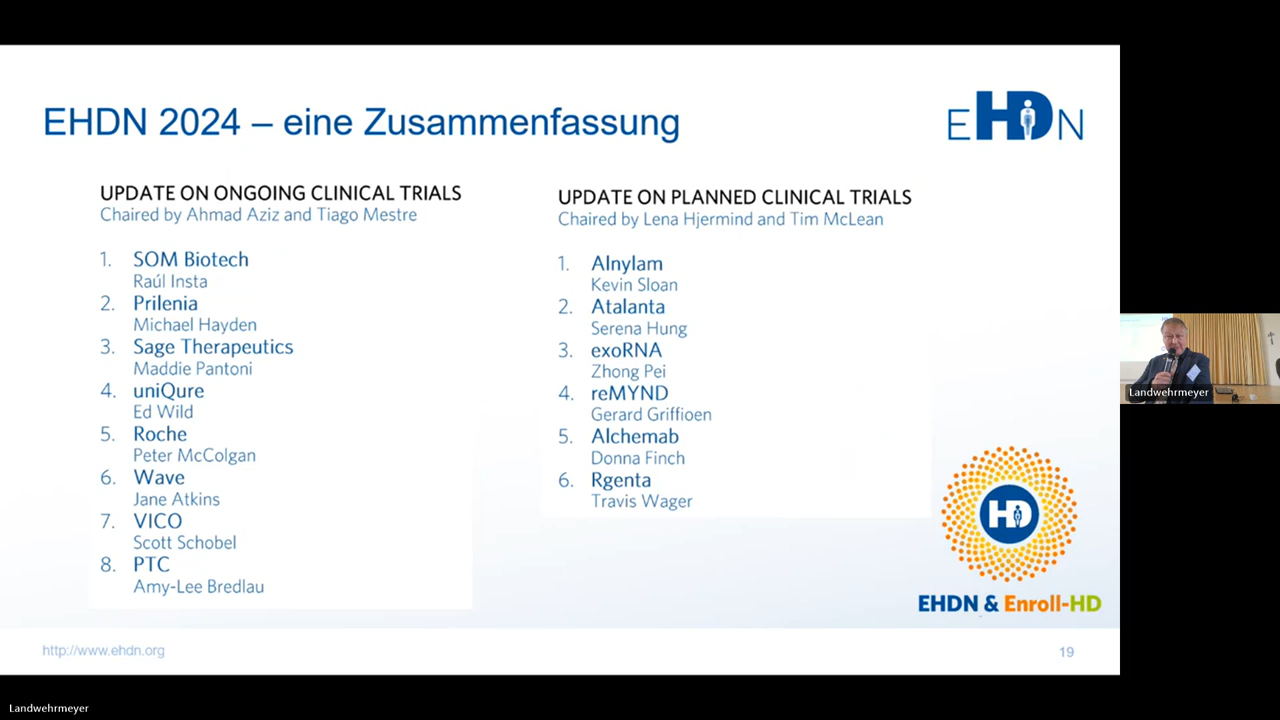 EHDN 2024 – eine Zusammenfassung
EHDN
UPDATE ON ONGOING CLINICAL TRIALS
Chaired by Ahmad Aziz and Tiago Mestre
1. SOM Biotech
Raúl Insta
2. Prilenia
Michael Hayden
3. Sage Therapeutics
Maddie Pantoni
4. uniQure
Ed Wild
5. Roche
Peter McColgan
6. Wave
Jane Atkins
7. VICO
Scott Schobel
8. PTC
Amy-Lee Bredlau
UPDATE ON PLANNED CLINICAL TRIALS
Chaired by Lena Hjermind and Tim McLean
1. Alnylam
Kevin Sloan
2. Atalanta
Serena Hung
3. exoRNA
Zhong Pei
4. reMYND
Gerard Griffioen
5. Alchemab
Donna Finch
6. Rgenta
Travis Wager
HD
EHDN & Enroll-HD
http://www.ehdn.org
19
Landwehrmeyer
Landwehrmeyer